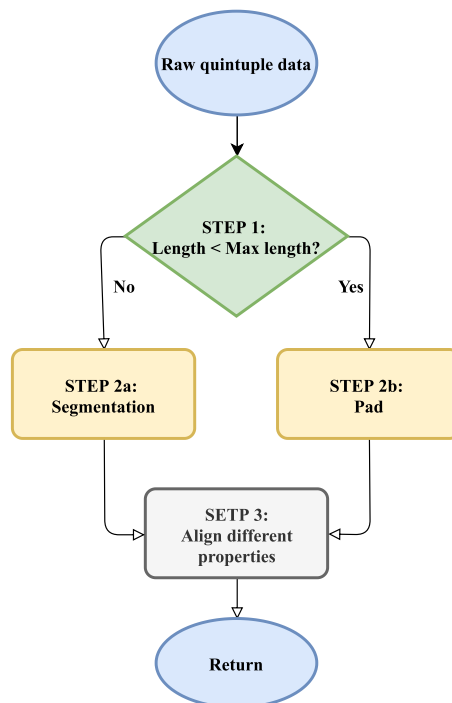 Raw quintuple data
STEP 1:
Length < Max length?
No
Yes
STEP 2a:
Segmentation
STEP 2b:
Pad
SETP 3:
Align different
properties
Return